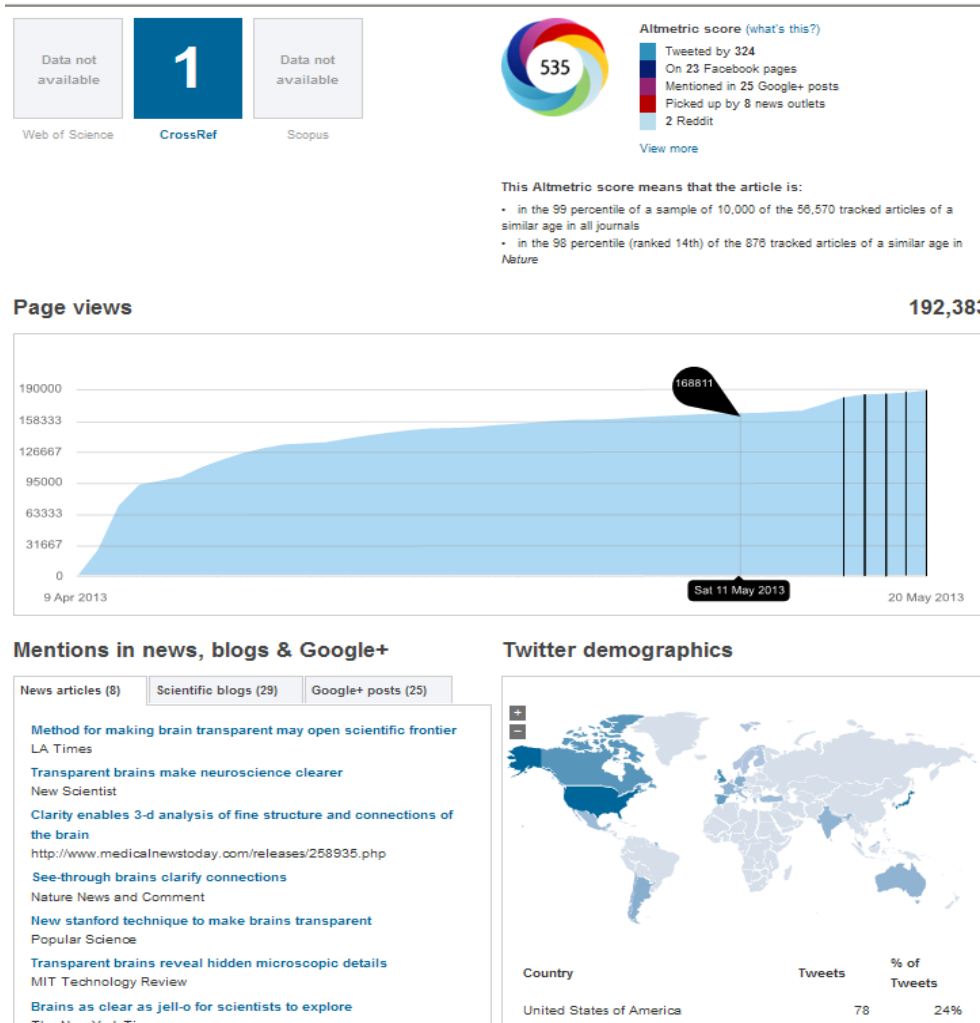 Data not
available
1
Data not
available
Web of Science
CrossRef
Scopus
535
Altmetric score (what's this?)
Tweeted by 324
On 23 Facebook pages
Mentioned in 25 Google+ posts
Picked up by 8 news outlets
2 Reddit
View more
This Altmetric score means that the article is:
• in the 99 percentile of a sample of 10,000 of the 56,570 tracked articles of a
similar age in all journals
• in the 98 percentile (ranked 14th) of the 876 tracked articles of a similar age in
Nature
Page views
192,383
190000
158333
126667
95000
63333
31667
0
168811
9 Apr 2013
Sat 11 May 2013
20 May 2013
Mentions in news, blogs & Google+
News articles (8)
Scientific blogs (29)
Google+ posts (25)
Method for making brain transparent may open scientific frontier
LA Times
Transparent brains make neuroscience clearer
New Scientist
Clarity enables 3-d analysis of fine structure and connections of
the brain
http://www.medicalnewstoday.com/releases/258935.php
See-through brains clarify connections
Nature News and Comment
New stanford technique to make brains transparent
Popular Science
Transparent brains reveal hidden microscopic details
MIT Technology Review
Brains as clear as jell-o for scientists to explore
Twitter demographics
+
−
Country
Tweets
% of
Tweets
United States of America
78
24%